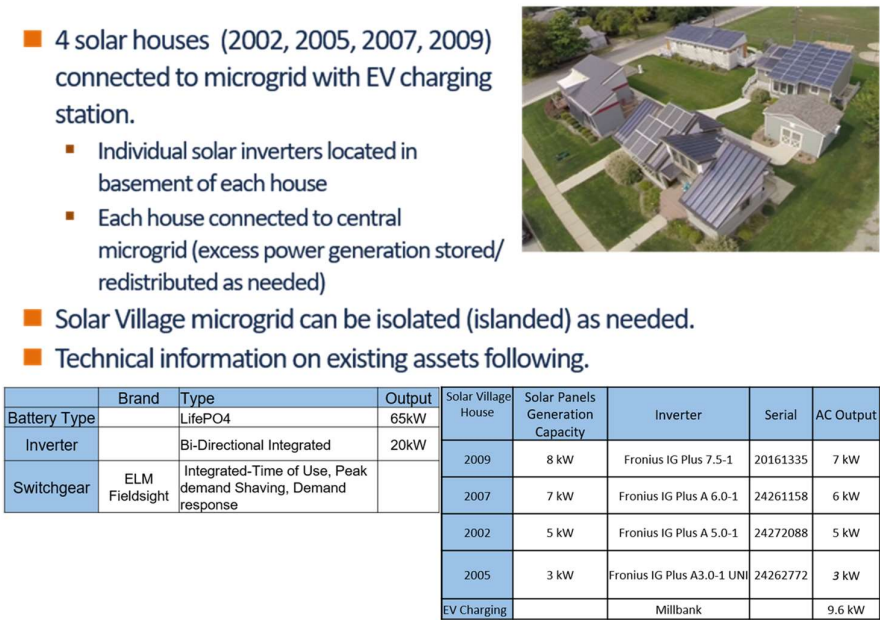 4 solar houses (2002, 2005, 2007, 2009)
connected to microgrid with EV charging
station.
Individual solar inverters located in
basement of each house
Each house connected to central
microgrid (excess power generation stored/
redistributed as needed)
Solar Village microgrid can be isolated (islanded) as needed.
Technical information on existing assets following.
Brand Type Output
Battery Type LifePO4 65kW
Inverter Bi-Directional Integrated 20kW
Switchgear ELM Fieldsight Integrated-Time of Use, Peak
demand Shaving, Demand
response
Solar Village
House
Solar Panels
Generation
Capacity
Inverter Serial AC Output
2009 8 kW Fronius IG Plus 7.5-1 20161335 7 kW
2007 7 kW Fronius IG Plus A 6.0-1 24261158 6 kW
2002 5 kW Fronius IG Plus A 5.0-1 24272088 5 kW
2005 3 kW Fronius IG Plus A3.0-1 UNI 24262772 3 kW
EV Charging Millbank 9.6 kW